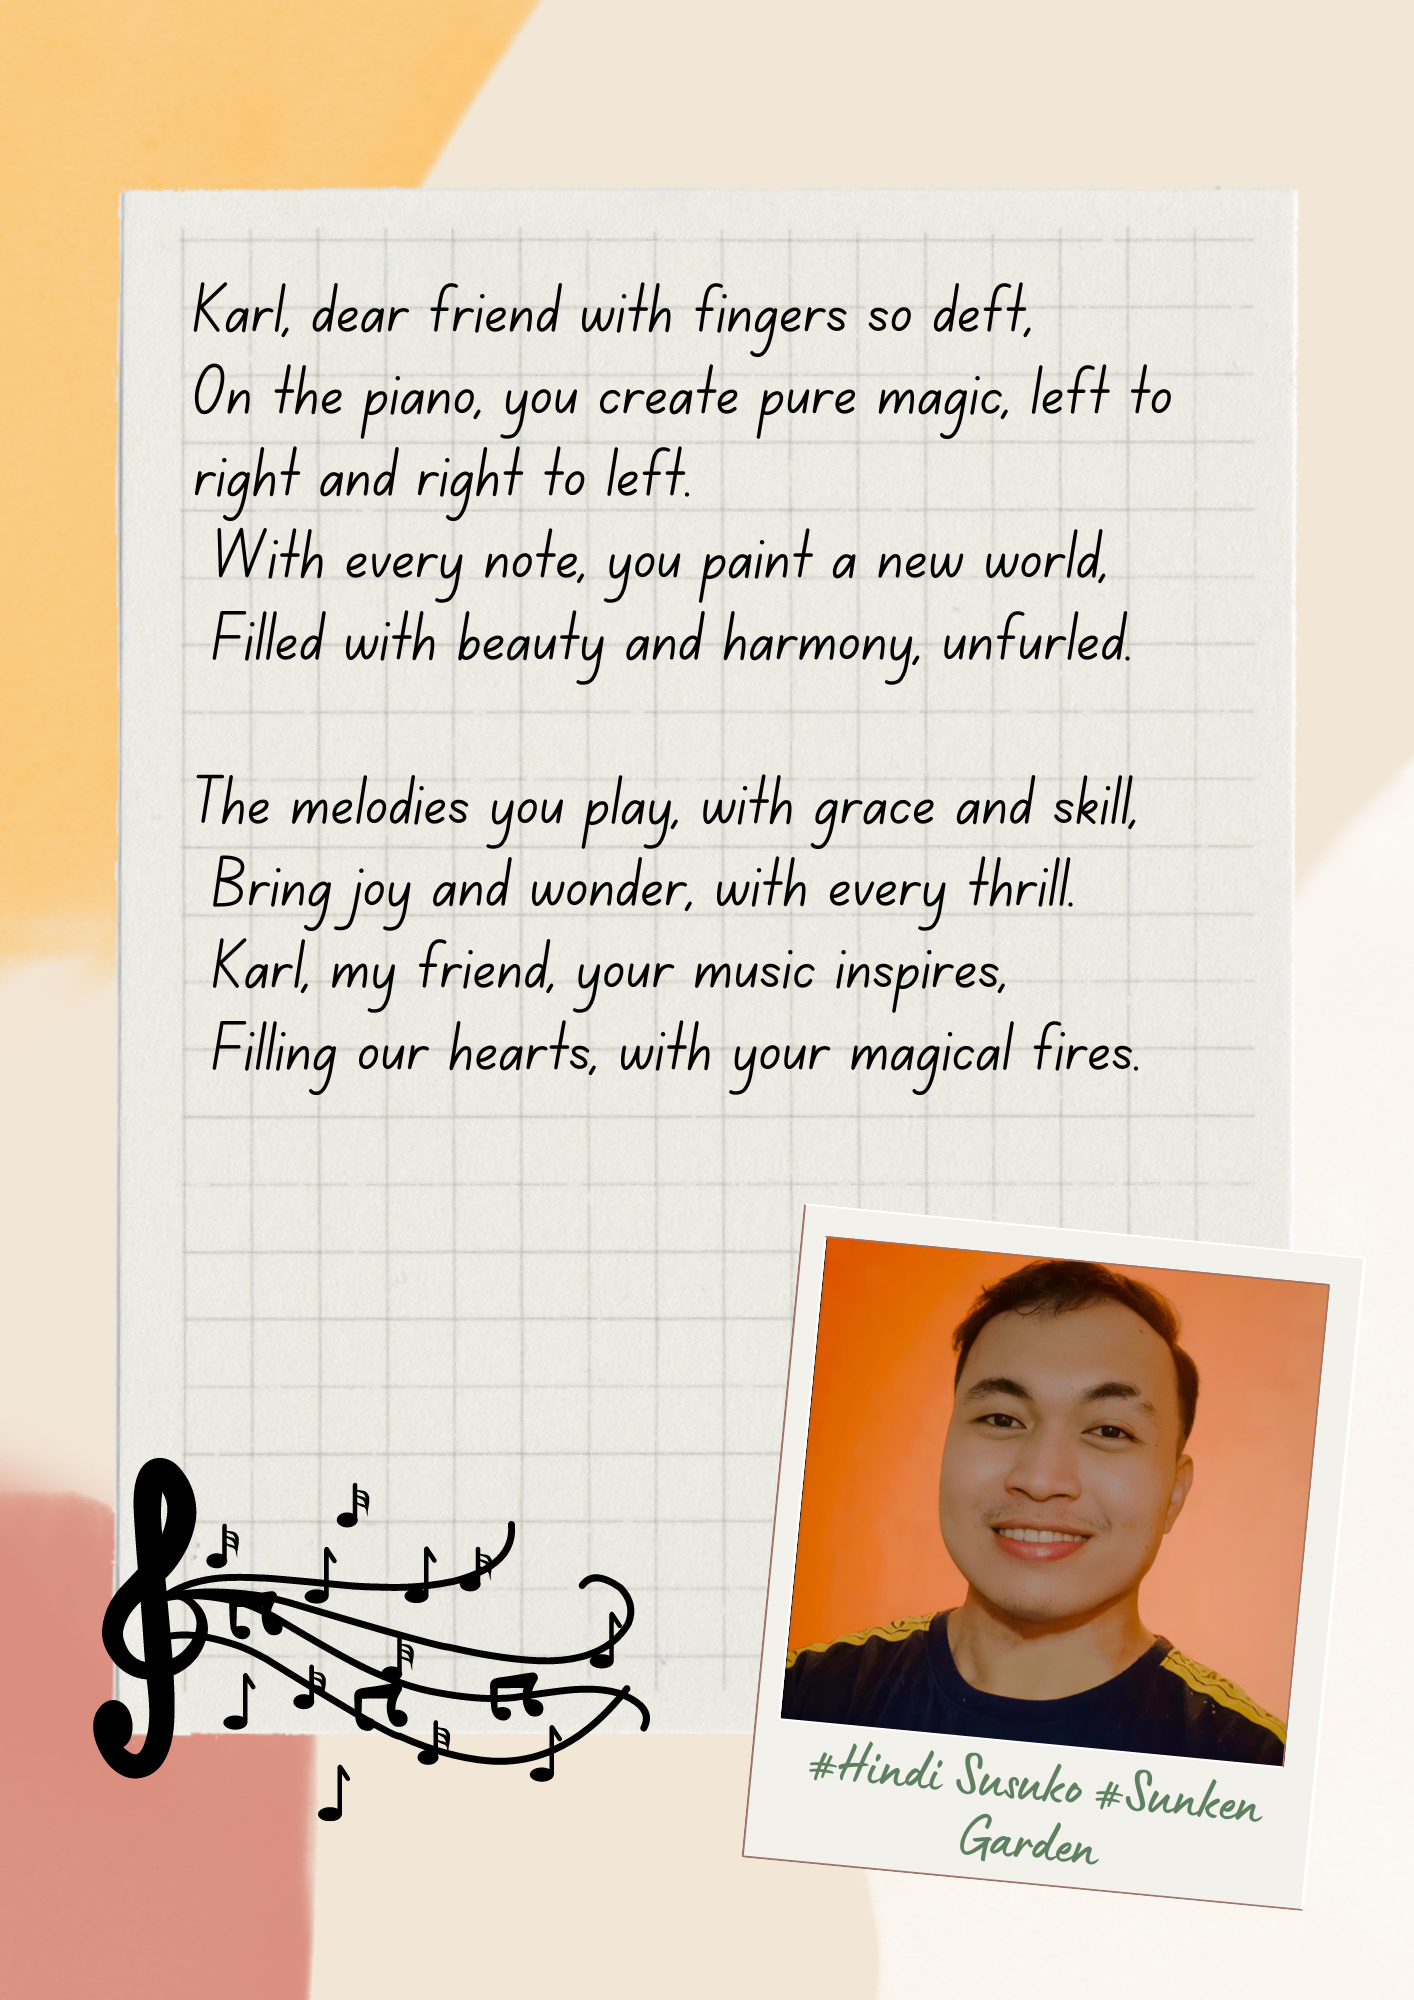 Karl, dear friend with fingers so deft,
On the piano, you create pure magic, left to
right and right to left.
With every note, you paint a new world,
Filled with beauty and harmony, unfurled.
The melodies you play, with grace and skill,
Bring joy and wonder, with every thrill.
Karl, my friend, your music inspires,
Filling our hearts, with your magical fires.
#Hindi Susuko #Sunken
Garden